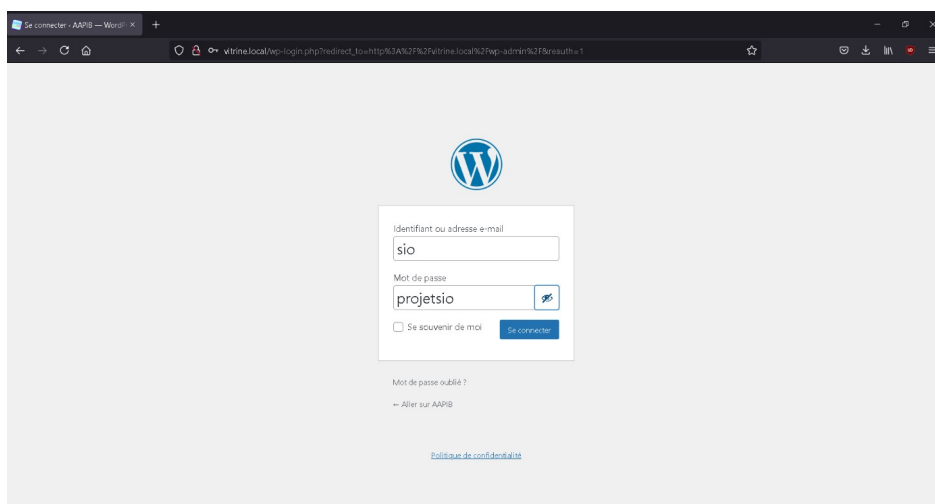 Se connecter ‹ AAPIB — WordPr
vitrine.local/wp-login.php?redirect_to=http%3A%2F%2Fvitrine.local%2Fwp-admin%2F&reauth=1
Identifiant ou adresse e-mail
sio
Mot de passe
projetsio
Se souvenir de moi
Se connecter
Mot de passe oublié ?
← Aller sur AAPIB
Politique de confidentialité